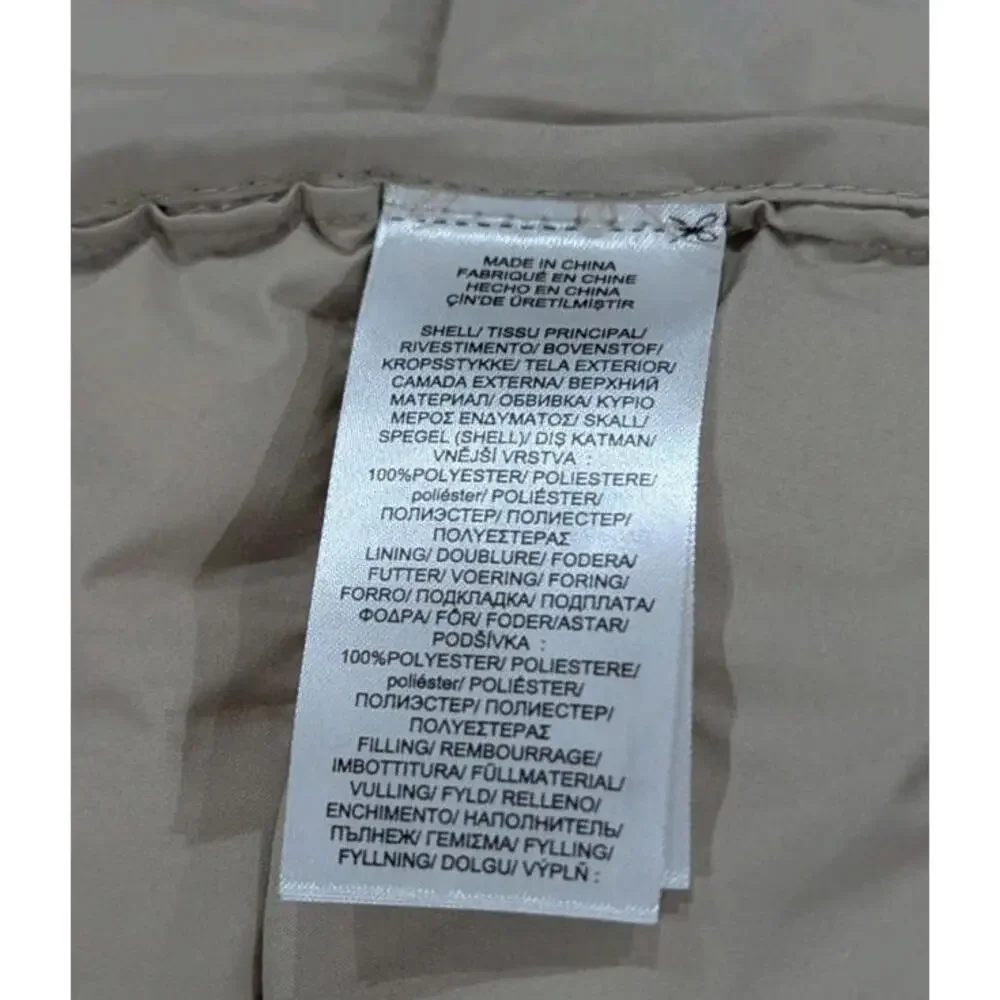 MADE IN CHINA
FABRIQUÉ EN CHINE
HECHO EN CHINA
ÇİN'DE ÜRETİLMİŞTİR
SHELL/ TISSU PRINCIPAL/
RIVESTIMENTO/ BOVENSTOF/
KROPSSTYKKE/ TELA EXTERIOR/
CAMADA EXTERNA/ ВЕРХНИЙ
МАТЕРИАЛ/ ОБВИВКА/ ΚΥΡΙΟ
ΜΕΡΟΣ ΕΝΔΥΜΑΤΟΣ/ SKALL/
SPEGEL (SHELL)/ DIŞ KATMAN/
VNĚJŠÍ VRSTVA :
100%POLYESTER/ POLIESTERE/
poliéster/ POLIÉSTER/
ПОЛИЭСТЕР/ ПОЛИЕСТЕР/
ΠΟΛΥΕΣΤΕΡΑΣ
LINING/ DOUBLURE/ FODERA/
FUTTER/ VOERING/ FORING/
FORRO/ ПОДКЛАДКА/ ПОДПЛАТА/
ΦΟΔΡΑ/ FÔR/ FODER/ASTAR/
PODŠÍVKA :
100%POLYESTER/ POLIESTERE/
poliéster/ POLIÉSTER/
ПОЛИЭСТЕР/ ПОЛИЕСТЕР/
ΠΟΛΥΕΣΤΕΡΑΣ
FILLING/ REMBOURRAGE/
IMBOTTITURA/ FÜLLMATERIAL/
VULLING/ FYLD/ RELLENO/
ENCHIMENTO/ НАПОЛНИТЕЛЬ/
ПЪЛНЕЖ/ ΓΕΜΙΣΜΑ/ FYLLING/
FYLLNING/ DOLGU/ VÝPLŇ :